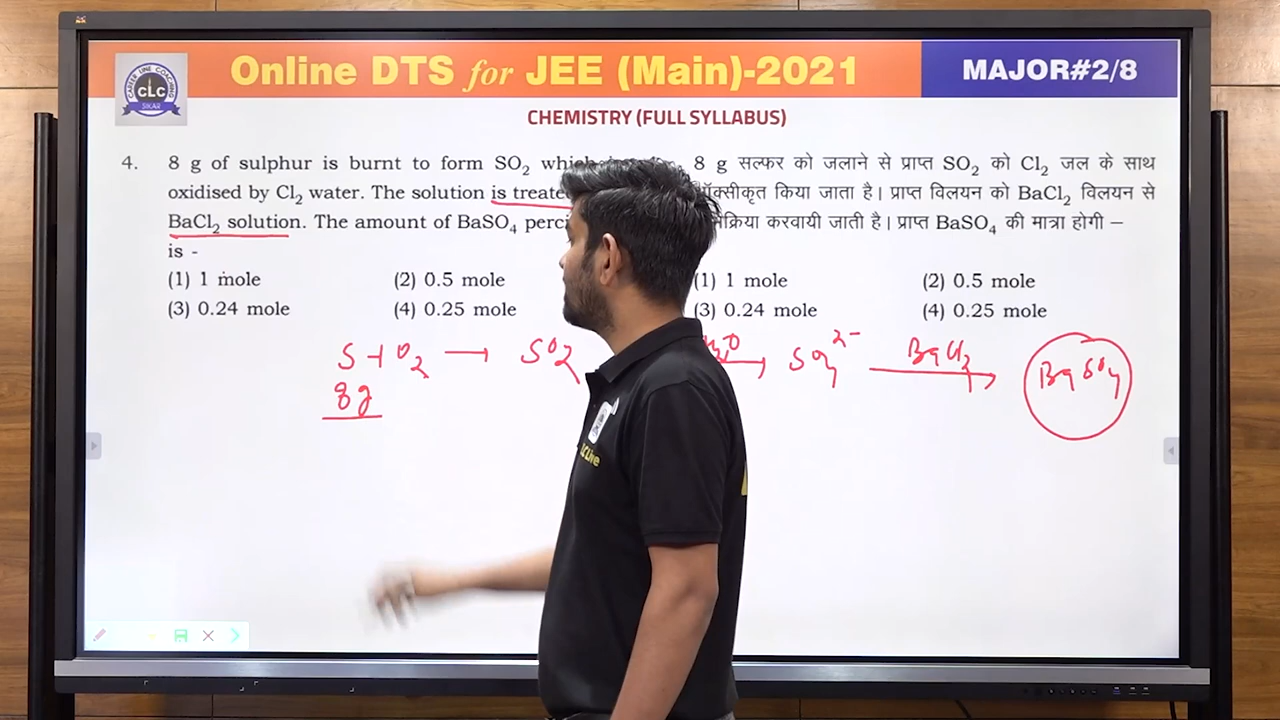 Online DTS for JEE (Main)-2021
MAJOR#2/8
CAREER LINE COACHING
CLC
SIKAR
CHEMISTRY (FULL SYLLABUS)
4. 8 g of sulphur is burnt to form SO₂ which
oxidised by Cl₂ water. The solution is treate
BaCl₂ solution. The amount of BaSO₄
is -
(1) 1 mole (2) 0.5 mole
(3) 0.24 mole (4) 0.25 mole
8 g सल्फर को जलाने से प्राप्त SO₂ को Cl₂ जल के साथ
ऑक्सीकृत किया जाता है। प्राप्त विलयन को BaCl₂ विलयन से
क्रिया करवायी जाती है। प्राप्त BaSO₄ की मात्रा होगी –
(1) 1 mole (2) 0.5 mole
(3) 0.24 mole (4) 0.25 mole
S + O₂ → SO₂ → SO₄²⁻ BaCl₂ → BaSO₄
8g